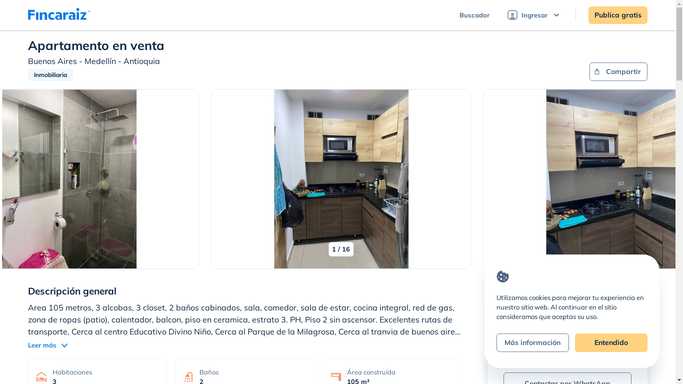 Fincaraiz
Buscador
Ingresar
Publica gratis
Apartamento en venta
Buenos Aires - Medellín - Antioquia
Inmobiliaria
Compartir
1 / 16
Descripción general
Area 105 metros, 3 alcobas, 3 closet, 2 baños cabinados, sala, comedor, sala de estar, cocina integral, red de gas,
zona de ropas (patio), calentador, balcon, piso en ceramica, estrato 3. PH, Piso 2 sin ascensor. Excelentes rutas de
transporte, Cerca al centro Educativo Divino Niño, Cerca al Parque de la Milagrosa, Cerca al tranvia de buenos aire...
Leer más
Habitaciones
3
Baños
2
Área construida
105 m²
Utilizamos cookies para mejorar tu experiencia en
nuestro sitio web. Al continuar en el sitio
consideramos que aceptas su uso.
Más información
Entendido
Contactar por WhatsApp